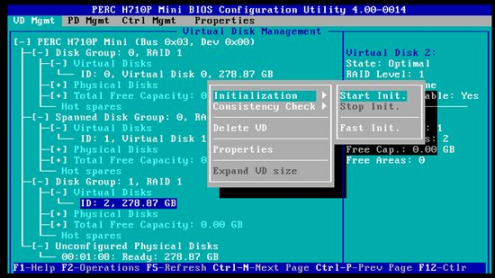 PERC H710P Mini BIOS Configuration Utility 4.00-0014
VD Mgmt PD Mgmt Ctrl Mgmt Properties
Virtual Disk Management
[-] PERC H710P Mini (Bus 0x03, Dev 0x00)
[-] Disk Group: 0, RAID 1
[-] Virtual Disks
ID: 0, Virtual Disk 0, 278.87 GB
[+] Physical Disks
[+] Total Free Capacity: 0
Hot spares
[-] Spanned Disk Group: 0, RA
[-] Virtual Disks
ID: 1, Virtual Disk 1
[+] Physical Disks
[+] Total Free Capacity: 0
Hot spares
[-] Disk Group: 1, RAID 1
[-] Virtual Disks
ID: 2, 278.87 GB
[+] Physical Disks
[+] Total Free Capacity: 0.00 GB
Hot spares
[-] Unconfigured Physical Disks
00:01:08: Ready: 278.87 GB
Initialization
Consistency Check
Delete VD
Properties
Expand VD size
Start Init.
Stop Init.
Fast Init.
Virtual Disk 2:
State: Optimal
RAID Level: 1
able: Yes
1
s: 2
Free Cap.: 0.00 GB
Free Areas: 0
F1-Help F2-Operations F5-Refresh Ctrl-N-Next Page Ctrl-P-Prev Page F12-Ctlr